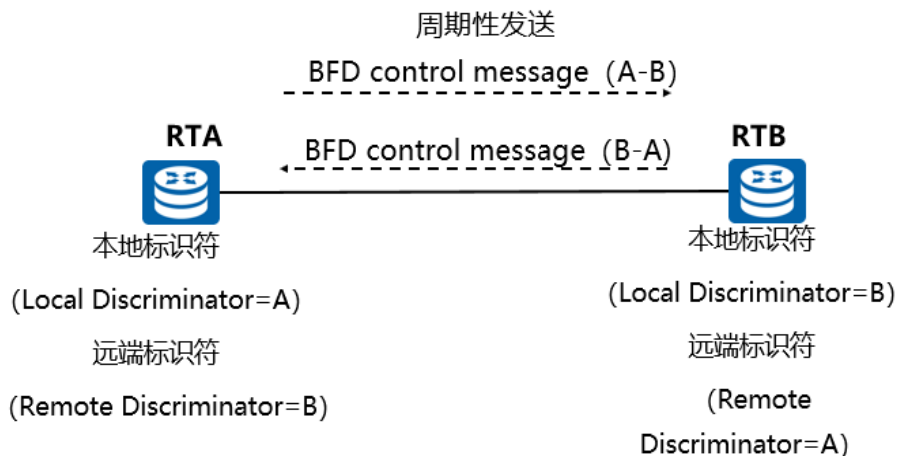 周期性发送
BFD control message（A-B)
RTA
RTB
BFD control message（B-A)
本地标识符
(Local Discriminator=A)
远端标识符
(Remote Discriminator=B)
本地标识符
(Local Discriminator=B)
远端标识符
(Remote
Discriminator=A)